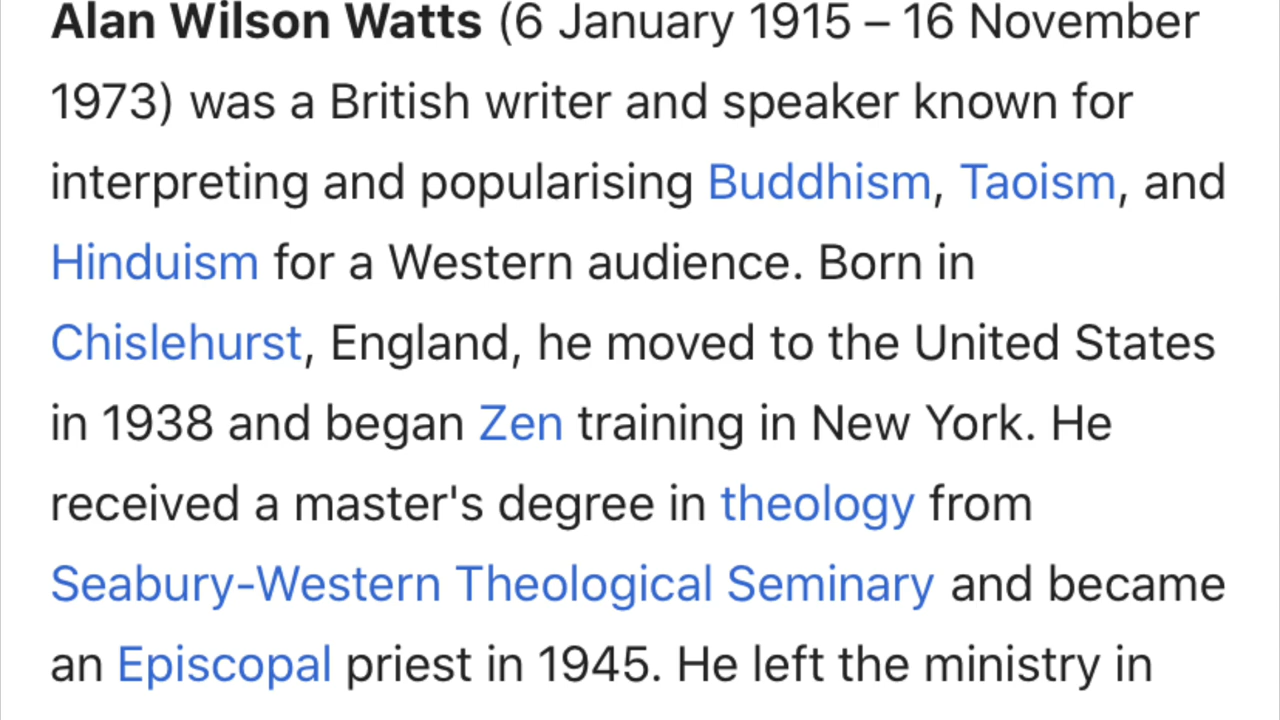 Alan Wilson Watts (6 January 1915 – 16 November
1973) was a British writer and speaker known for
interpreting and popularising Buddhism, Taoism, and
Hinduism for a Western audience. Born in
Chislehurst, England, he moved to the United States
in 1938 and began Zen training in New York. He
received a master's degree in theology from
Seabury-Western Theological Seminary and became
an Episcopal priest in 1945. He left the ministry in